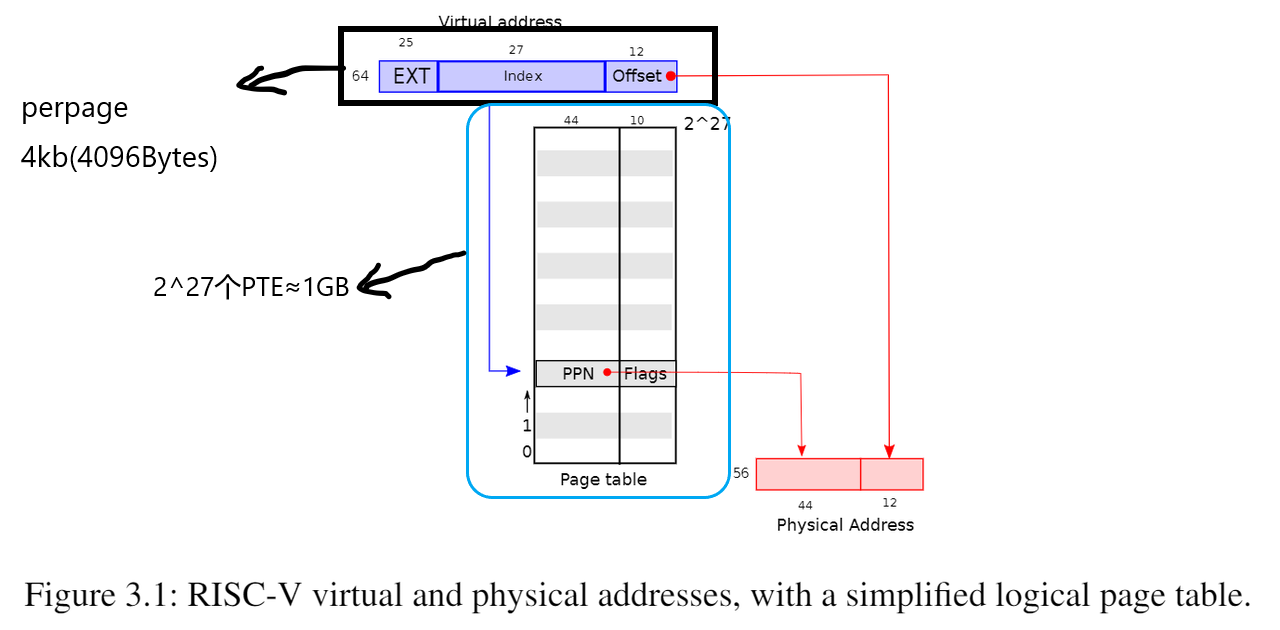 Virtual address
25 27 12
64 EXT Index Offset
perpage
4kb(4096Bytes)
44 10 2^27
2^27个PTE≈1GB
PPN Flags
1
0
Page table
56
44 12
Physical Address
Figure 3.1: RISC-V virtual and physical addresses, with a simplified logical page table.